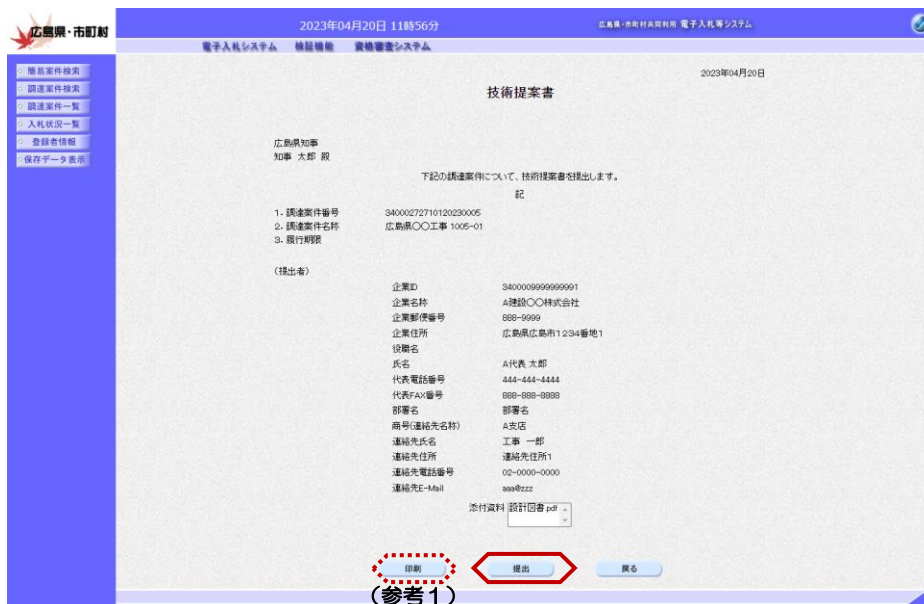 広島県・市町村
2023年04月20日 11時56分
広島県・市町村共同利用 電子入札等システム
電子入札システム 検証機能 資格審査システム
簡易案件検索
調達案件検索
調達案件一覧
入札状況一覧
登録者情報
保存データ表示
2023年04月20日
技術提案書
広島県知事
知事 太郎 殿
下記の調達案件について、技術提案書を提出します。
記
1. 調達案件番号 34000272710120230005
2. 調達案件名称 広島県〇〇工事 1005-01
3. 履行期限
(提出者)
企業ID 3400009999999991
企業名称 A建設〇〇株式会社
企業郵便番号 888-9999
企業住所 広島県広島市1234番地1
役職名
氏名 A代表 太郎
代表電話番号 444-444-4444
代表FAX番号 888-888-8888
部署名 部署名
商号(連絡先名称) A支店
連絡先氏名 工事 一郎
連絡先住所 連絡先住所1
連絡先電話番号 02-0000-0000
連絡先E-Mail aaa@zzz
添付資料 設計図書.pdf
印刷 提出 戻る
(参考1)